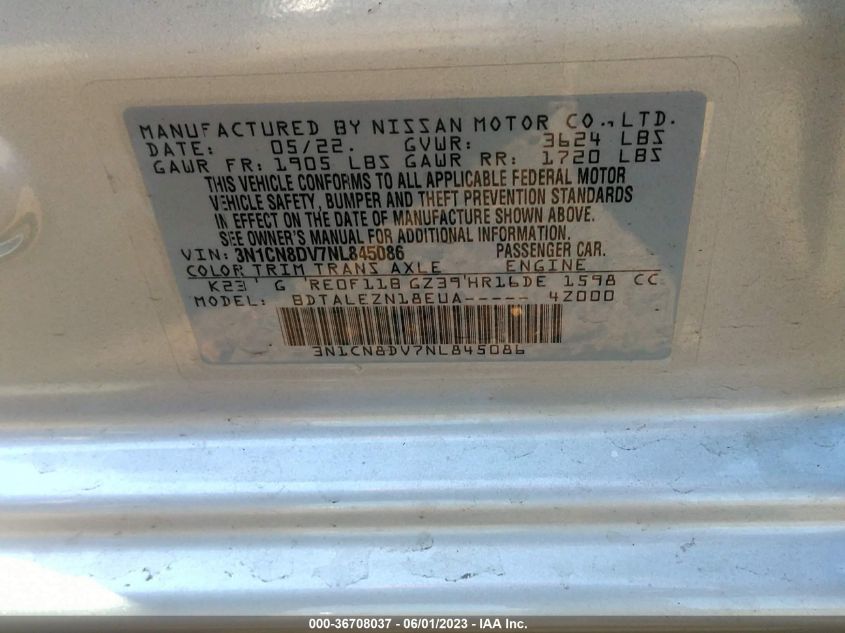 MANUFACTURED BY NISSAN MOTOR CO.,LTD.
DATE: 05/22. GVWR: 3624 LBS
GAWR FR: 1905 LBS GAWR RR: 1720 LBS
THIS VEHICLE CONFORMS TO ALL APPLICABLE FEDERAL MOTOR
VEHICLE SAFETY, BUMPER AND THEFT PREVENTION STANDARDS
IN EFFECT ON THE DATE OF MANUFACTURE SHOWN ABOVE.
SEE OWNER'S MANUAL FOR ADDITIONAL INFORMATION.
VIN: 3N1CN8DV7NL845086 PASSENGER CAR.
COLOR TRIM TRANS AXLE ENGINE
K23' G 'RE0F11B GZ39'HR16DE 1598 CC
MODEL: BDTALEZN18EUA----- 4Z000
3N1CN8DV7NL845086
000-36708037 - 06/01/2023 - IAA Inc.